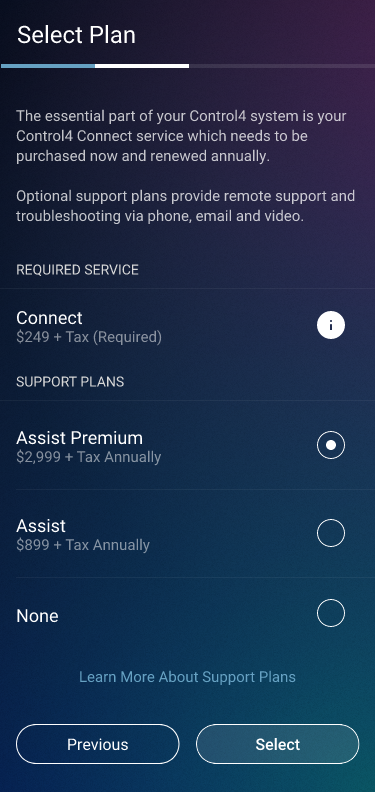 Select Plan
The essential part of your Control4 system is your
Control4 Connect service which needs to be
purchased now and renewed annually.
Optional support plans provide remote support and
troubleshooting via phone, email and video.
REQUIRED SERVICE
Connect
$249 + Tax (Required)
i
SUPPORT PLANS
Assist Premium
$2,999 + Tax Annually
Assist
$899 + Tax Annually
None
Learn More About Support Plans
Previous
Select